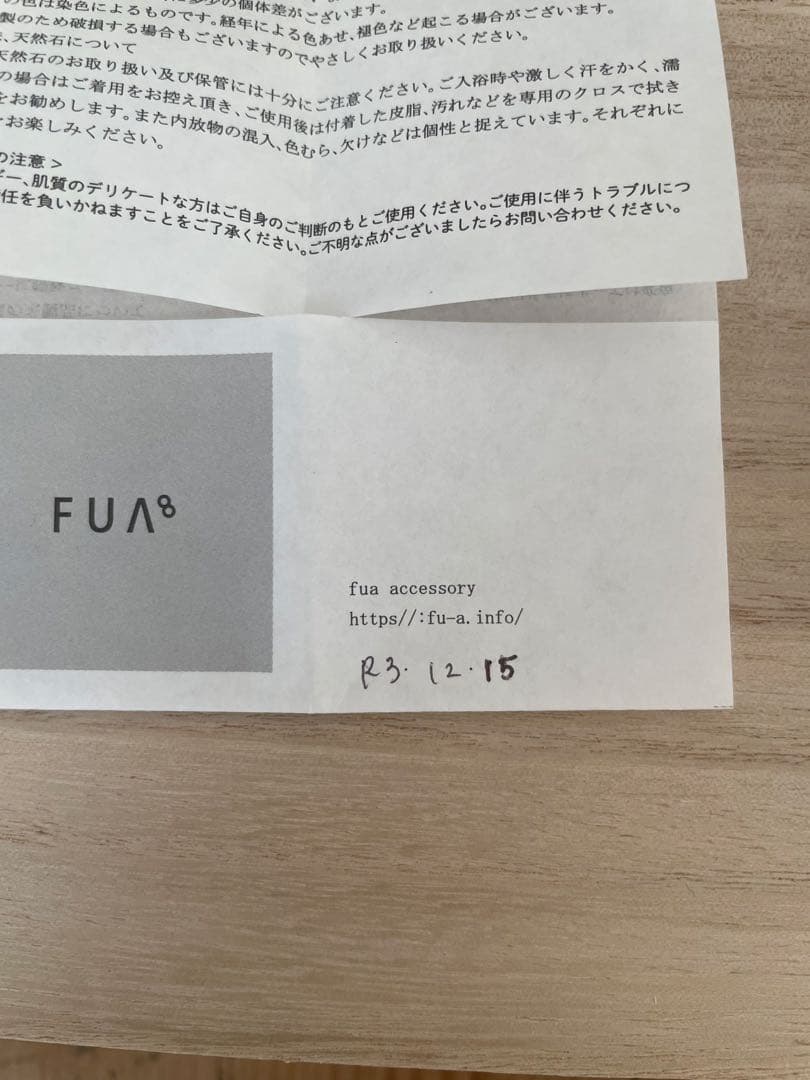 の色は染色によるものです。経年による色あせ、褪色など起こる場合がございます。
製のため破損する場合もございますのでやさしくお取り扱いください。
、天然石について
天然石のお取り扱い及び保管には十分にご注意ください。ご入浴時や激しく汗をかく、濡
の場合はご着用をお控え頂き、ご使用後は付着した皮脂、汚れなどを専用のクロスで拭き
をお勧めします。また内放物の混入、色むら、欠けなどは個性と捉えています。それぞれに
お楽しみください。
の注意＞
ギー、肌質のデリケートな方はご自身のご判断のもとご使用ください。ご使用に伴うトラブルにつ
任を負いかねますことをご了承ください。ご不明な点がございましたらお問い合わせください。
FUA8
fua accessory
https//:fu-a.info/
R3. 12. 15